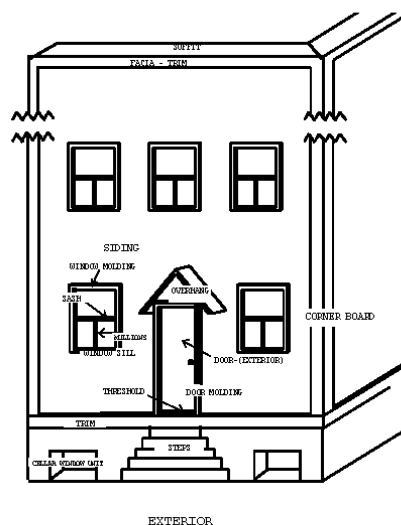 SOFFIT
FACIA - TRIM
SIDING
WINDOW MOLDING
OVERHANG
SASH
CORNER BOARD
MULLIONS
WINDOW SILL
DOOR-(EXTERIOR)
THRESHOLD
DOOR MOLDING
TRIM
STEPS
CELLAR WINDOW UNIT
EXTERIOR